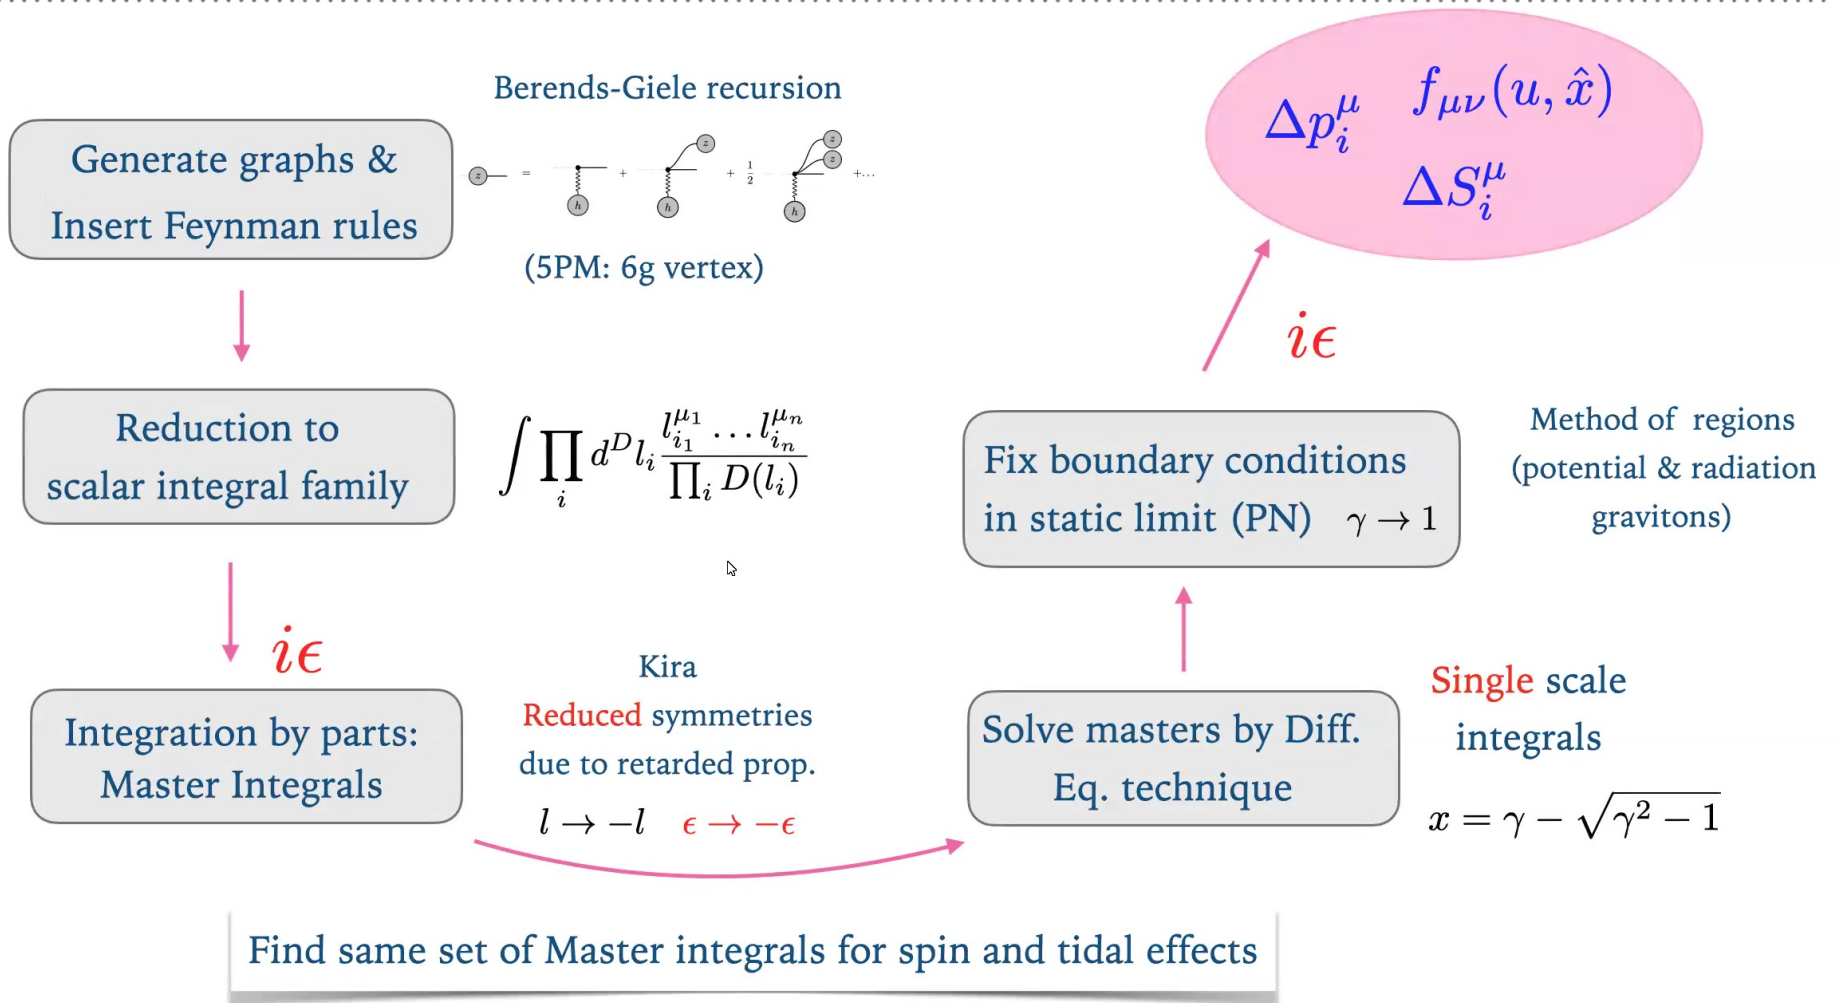 Berends-Giele recursion
Generate graphs &
Insert Feynman rules
z = h + z h + 1/2 z z h +...
(5PM: 6g vertex)
Reduction to
scalar integral family
∫ ∏_i d^D l_i (l_{i_1}^{μ_1} … l_{i_n}^{μ_n}) / (∏_i D(l_i))
iϵ
Integration by parts:
Master Integrals
Kira
Reduced symmetries
due to retarded prop.
l → −l ϵ → −ϵ
Solve masters by Diff.
Eq. technique
Single scale
integrals
x = γ − √(γ² − 1)
Fix boundary conditions
in static limit (PN) γ → 1
Method of regions
(potential & radiation
gravitons)
iϵ
Δp_i^μ f_{μν}(u, x̂)
ΔS_i^μ
Find same set of Master integrals for spin and tidal effects